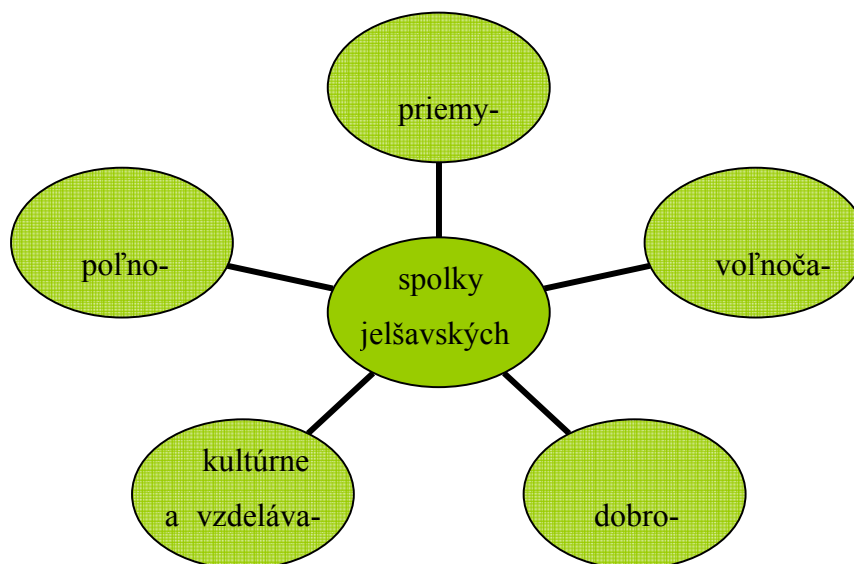 priemy-
poľno-
voľnoča-
spolky
jelšavských
kultúrne
a vzdeláva-
dobro-